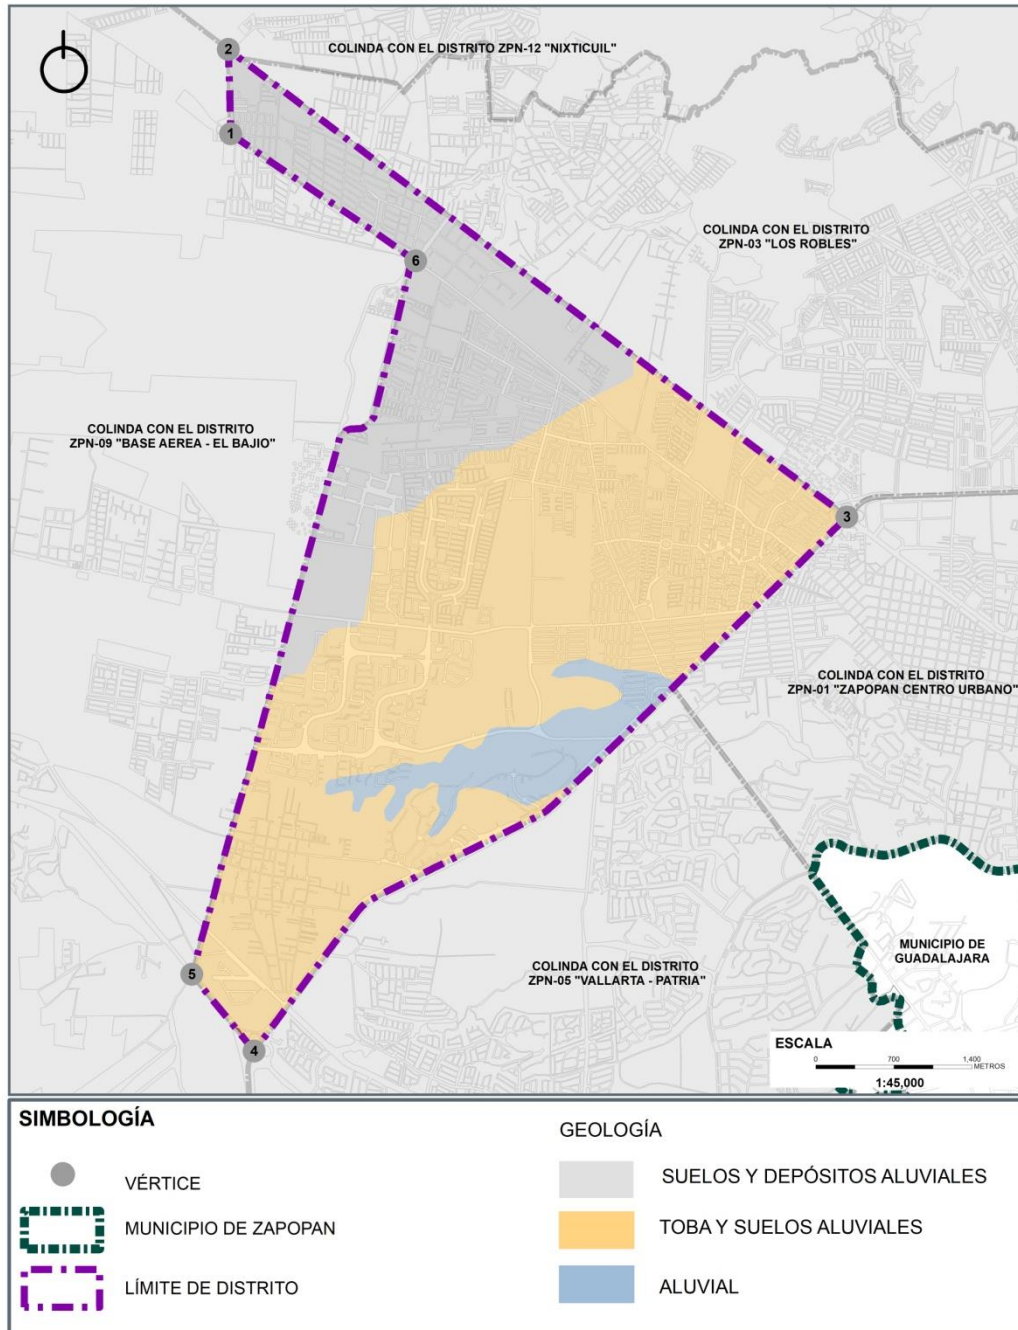 2
COLINDA CON EL DISTRITO ZPN-12 "NIXTICUIL"
1
COLINDA CON EL DISTRITO
ZPN-03 "LOS ROBLES"
6
COLINDA CON EL DISTRITO
ZPN-09 "BASE AEREA - EL BAJIO"
3
COLINDA CON EL DISTRITO
ZPN-01 "ZAPOPAN CENTRO URBANO"
MUNICIPIO DE
GUADALAJARA
5
COLINDA CON EL DISTRITO
ZPN-05 "VALLARTA - PATRIA"
4
ESCALA
0 700 1,400
METROS
1:45,000
SIMBOLOGÍA
VÉRTICE
MUNICIPIO DE ZAPOPAN
LÍMITE DE DISTRITO
GEOLOGÍA
SUELOS Y DEPÓSITOS ALUVIALES
TOBA Y SUELOS ALUVIALES
ALUVIAL